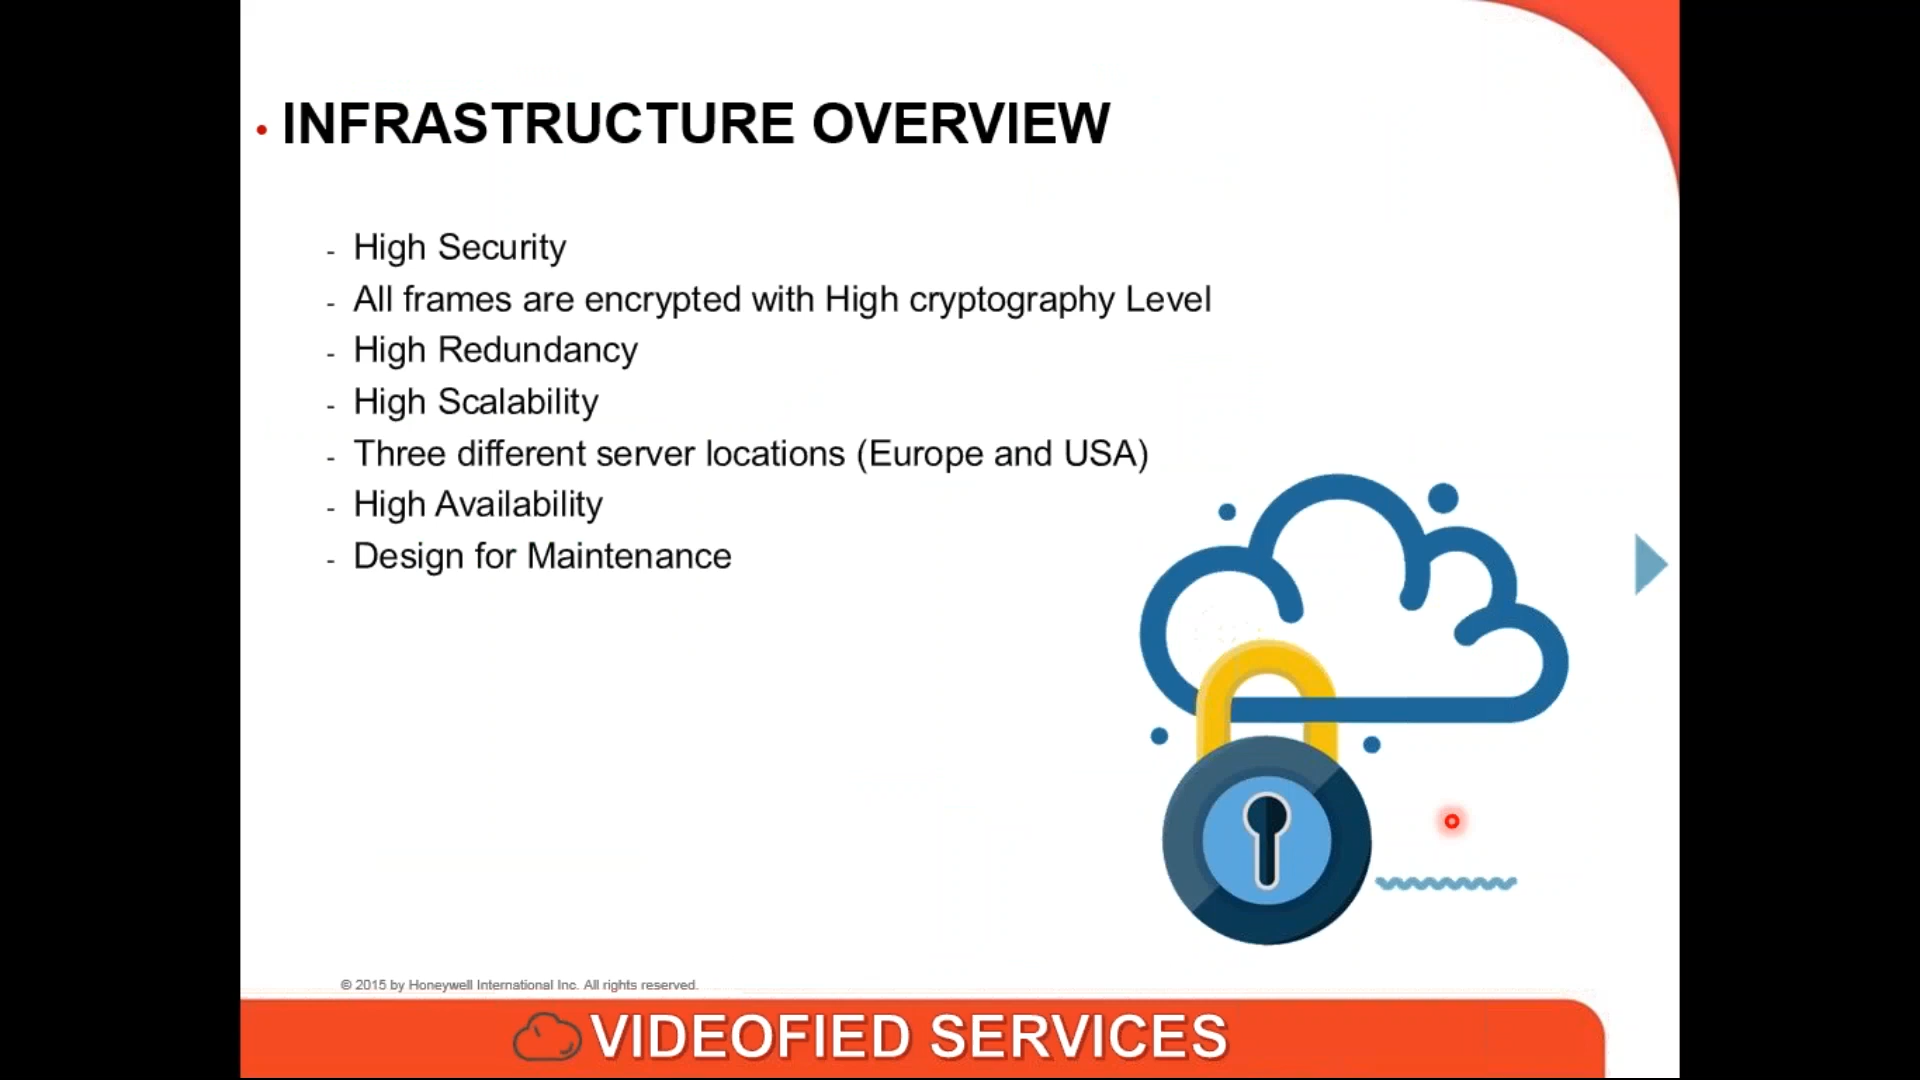 • INFRASTRUCTURE OVERVIEW
- High Security
- All frames are encrypted with High cryptography Level
- High Redundancy
- High Scalability
- Three different server locations (Europe and USA)
- High Availability
- Design for Maintenance
© 2015 by Honeywell International Inc. All rights reserved.
VIDEOFIED SERVICES